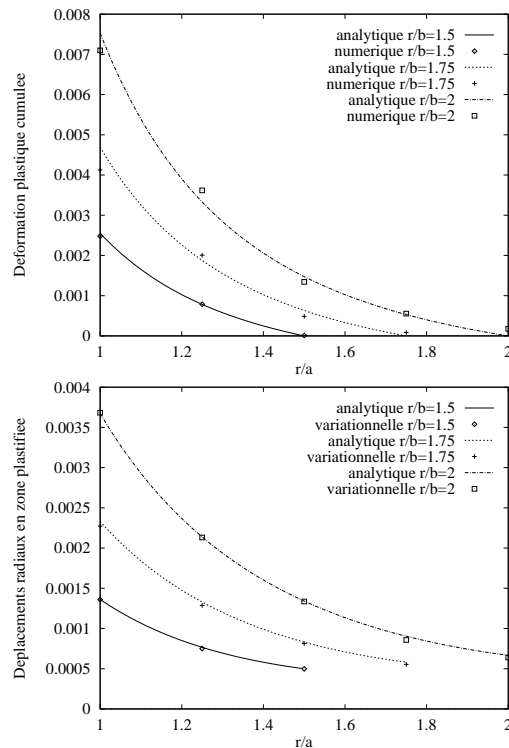 0.008
0.007
0.006
0.005
0.004
0.003
0.002
0.001
0
Deformation plastique cumulee
analytique r/b=1.5
numerique r/b=1.5
analytique r/b=1.75
numerique r/b=1.75
analytique r/b=2
numerique r/b=2
1 1.2 1.4 1.6 1.8 2
r/a
0.004
0.0035
0.003
0.0025
0.002
0.0015
0.001
0.0005
0
Deplacements radiaux en zone plastifiee
analytique r/b=1.5
variationnelle r/b=1.5
analytique r/b=1.75
variationnelle r/b=1.75
analytique r/b=2
variationnelle r/b=2
1 1.2 1.4 1.6 1.8 2
r/a